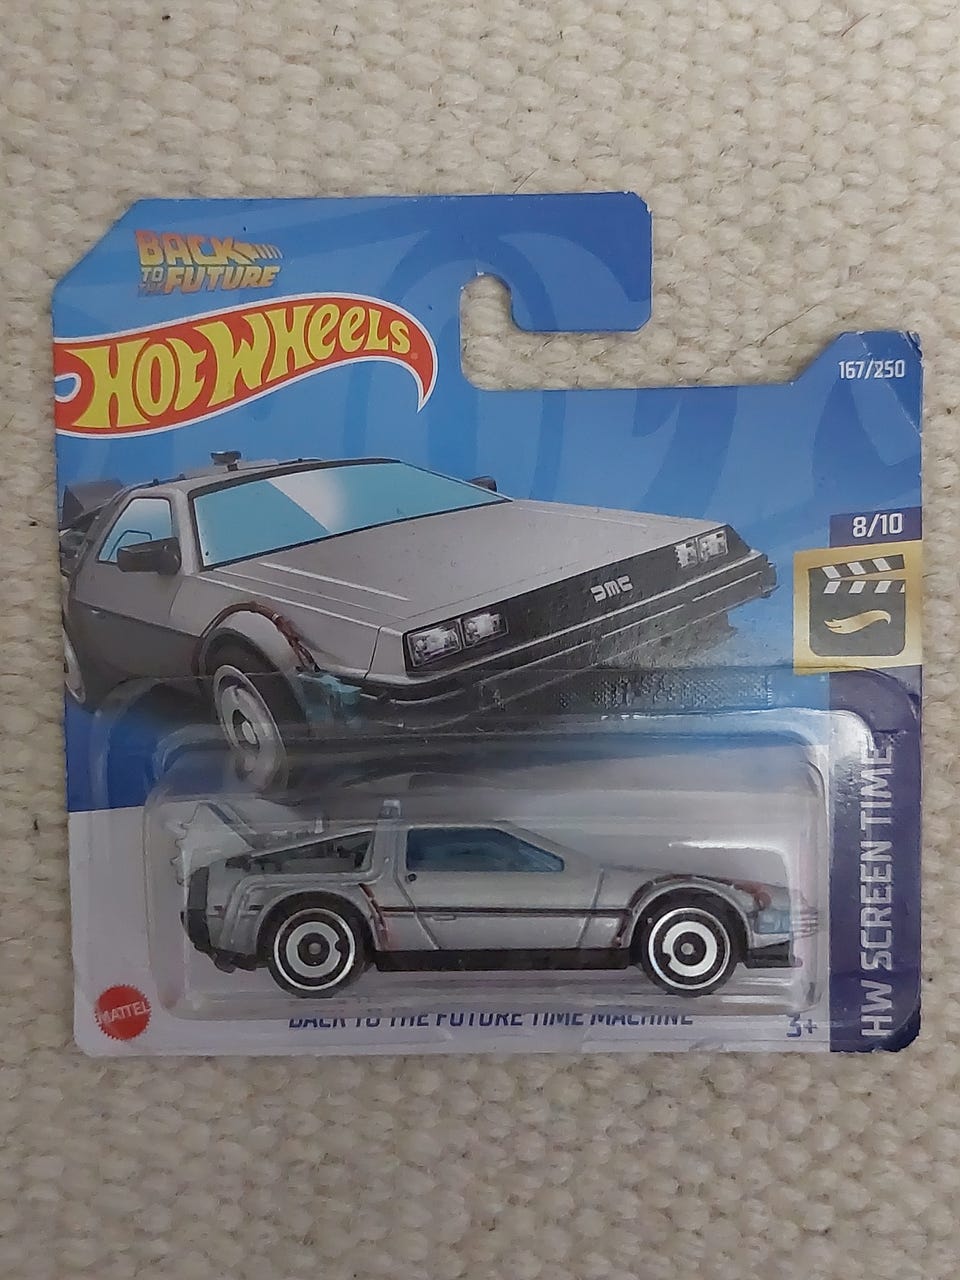 BACK
TO THE FUTURE
HOT WHEELS
167/250
8/10
DMC
HW SCREEN TIME
MATTEL
BACK TO THE FUTURE TIME MACHINE
3+